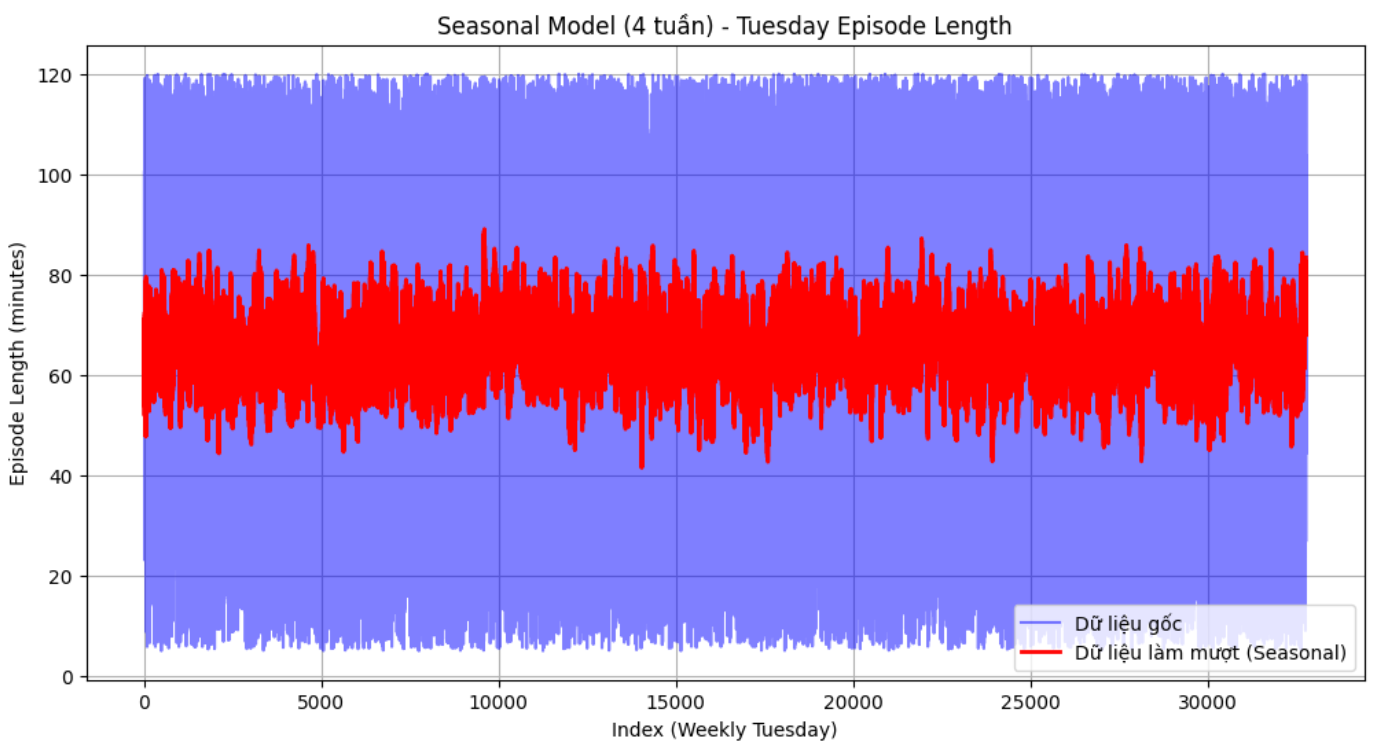 Seasonal Model (4 tuần) - Tuesday Episode Length
Episode Length (minutes)
120
100
80
60
40
20
0
0 5000 10000 15000 20000 25000 30000
Index (Weekly Tuesday)
Dữ liệu gốc
Dữ liệu làm mượt (Seasonal)